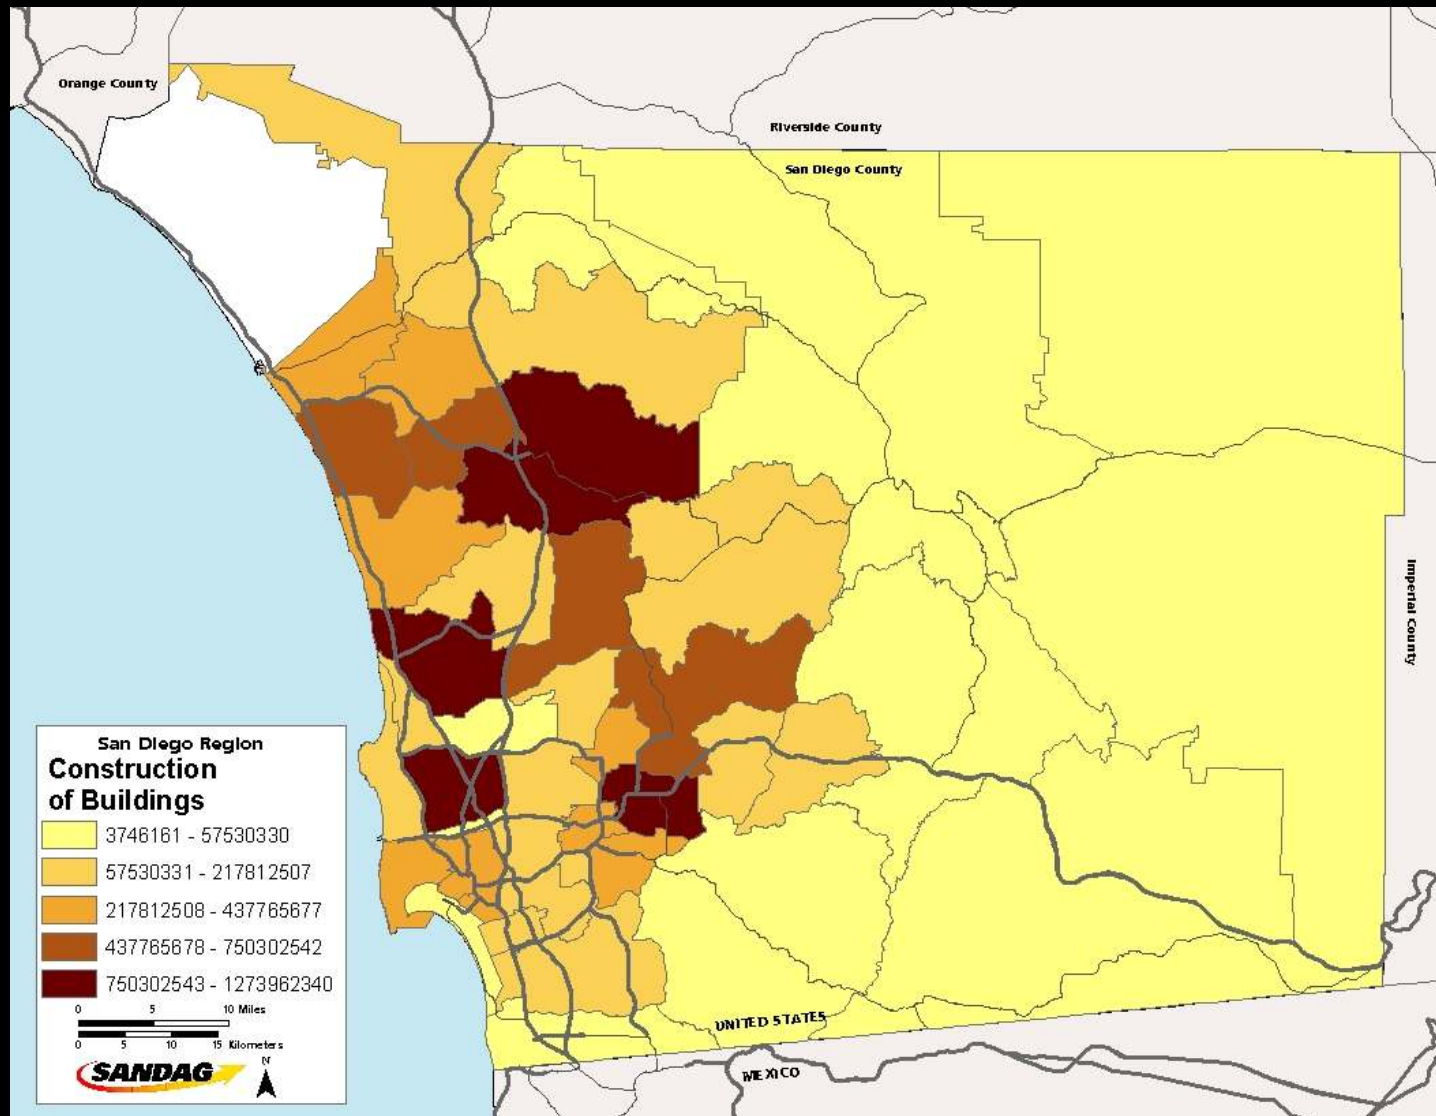 Orange County
Riverside County
San Diego County
Imperial County
San Diego Region
Construction
of Buildings
3746161 - 57530330
57530331 - 217812507
217812508 - 437765677
437765678 - 750302542
750302543 - 1273962340
0 5 10 Miles
0 5 10 15 Kilometers
SANDAG
N
UNITED STATES
MEXICO